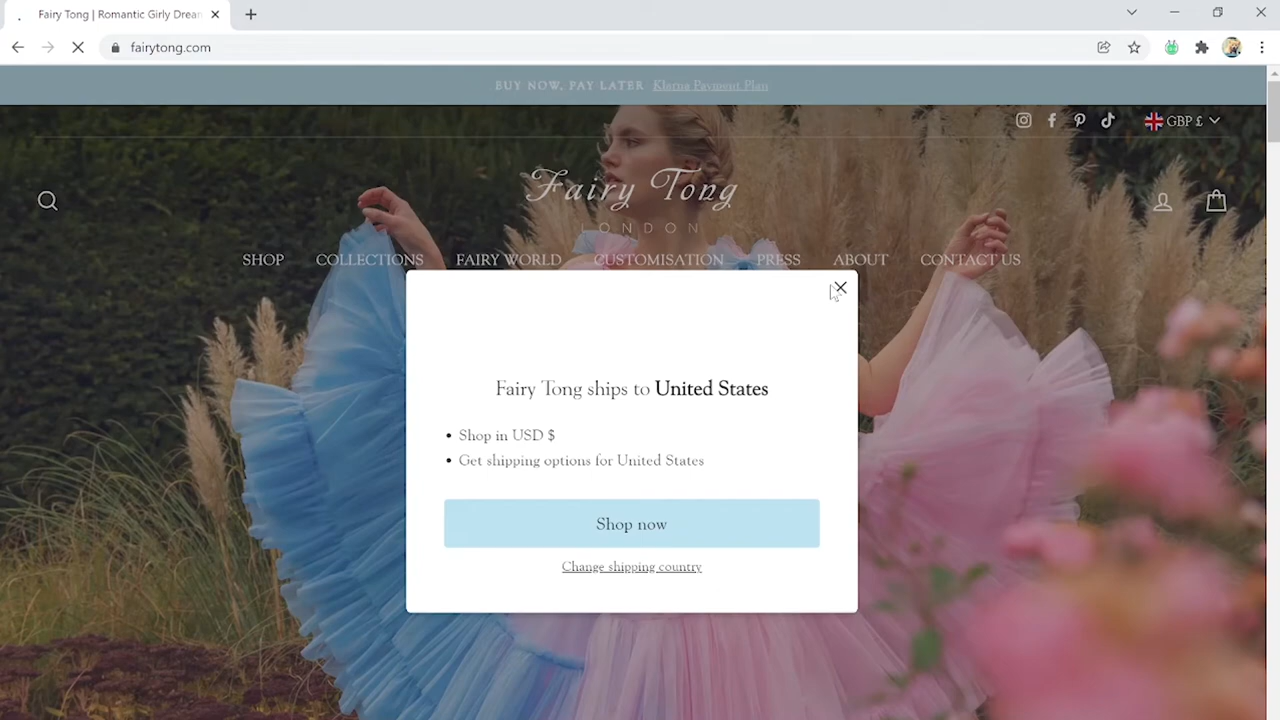 Fairy Tong | Romantic Girly Drean
fairytong.com
BUY NOW, PAY LATER Klarna Payment Plan
GBP £
Fairy Tong
LONDON
SHOP COLLECTIONS FAIRY WORLD CUSTOMISATION PRESS ABOUT CONTACT US
Fairy Tong ships to United States
• Shop in USD $
• Get shipping options for United States
Shop now
Change shipping country